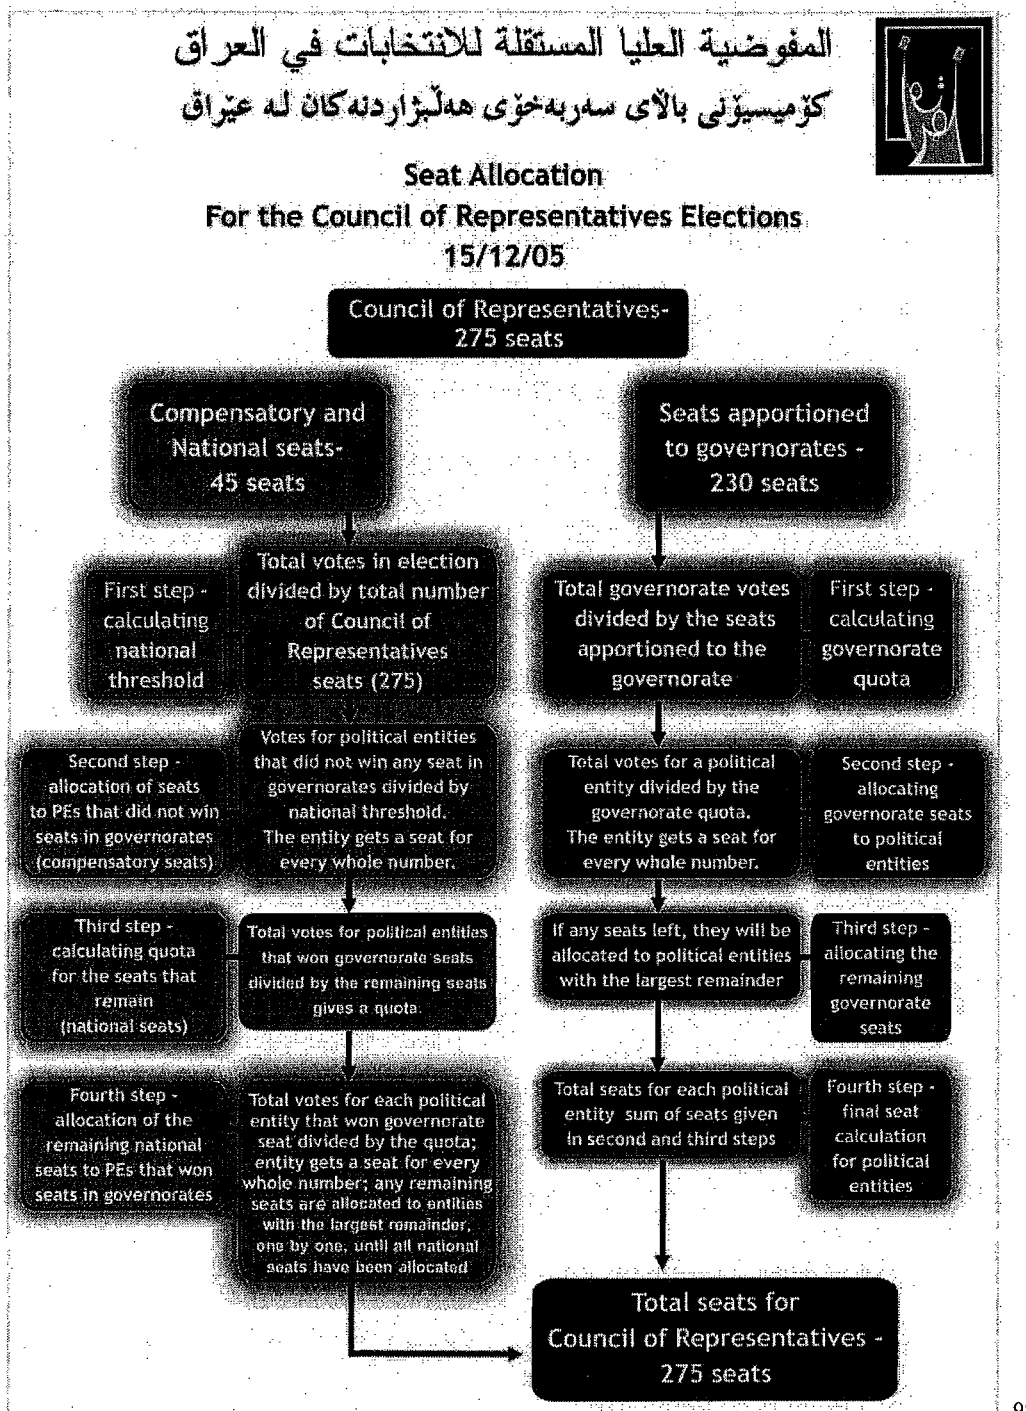 المفوضية العليا المستقلة للانتخابات في العراق
كۆمیسیۆنی باڵای سەربەخۆی هەڵبژاردنەکان لە عێراق
Seat Allocation
For the Council of Representatives Elections
15/12/05
Council of Representatives-
275 seats
Compensatory and
National seats-
45 seats
Seats apportioned
to governorates -
230 seats
First step -
calculating
national
threshold
Total votes in election
divided by total number
of Council of
Representatives
seats (275)
Total governorate votes
divided by the seats
apportioned to the
governorate
First step -
calculating
governorate
quota
Second step -
allocation of seats
to PEs that did not win
seats in governorates
(compensatory seats)
Votes for political entities
that did not win any seat in
governorates divided by
national threshold.
The entity gets a seat for
every whole number.
Total votes for a political
entity divided by the
governorate quota.
The entity gets a seat for
every whole number.
Second step -
allocating
governorate seats
to political
entities
Third step -
calculating quota
for the seats that
remain
(national seats)
Total votes for political entities
that won governorate seats
divided by the remaining seats
gives a quota.
If any seats left, they will be
allocated to political entities
with the largest remainder
Third step -
allocating the
remaining
governorate
seats
Fourth step -
allocation of the
remaining national
seats to PEs that won
seats in governorates
Total votes for each political
entity that won governorate
seat divided by the quota;
entity gets a seat for every
whole number; any remaining
seats are allocated to entities
with the largest remainder,
one by one, until all national
seats have been allocated
Total seats for each political
entity sum of seats given
in second and third steps
Fourth step -
final seat
calculation
for political
entities
Total seats for
Council of Representatives -
275 seats